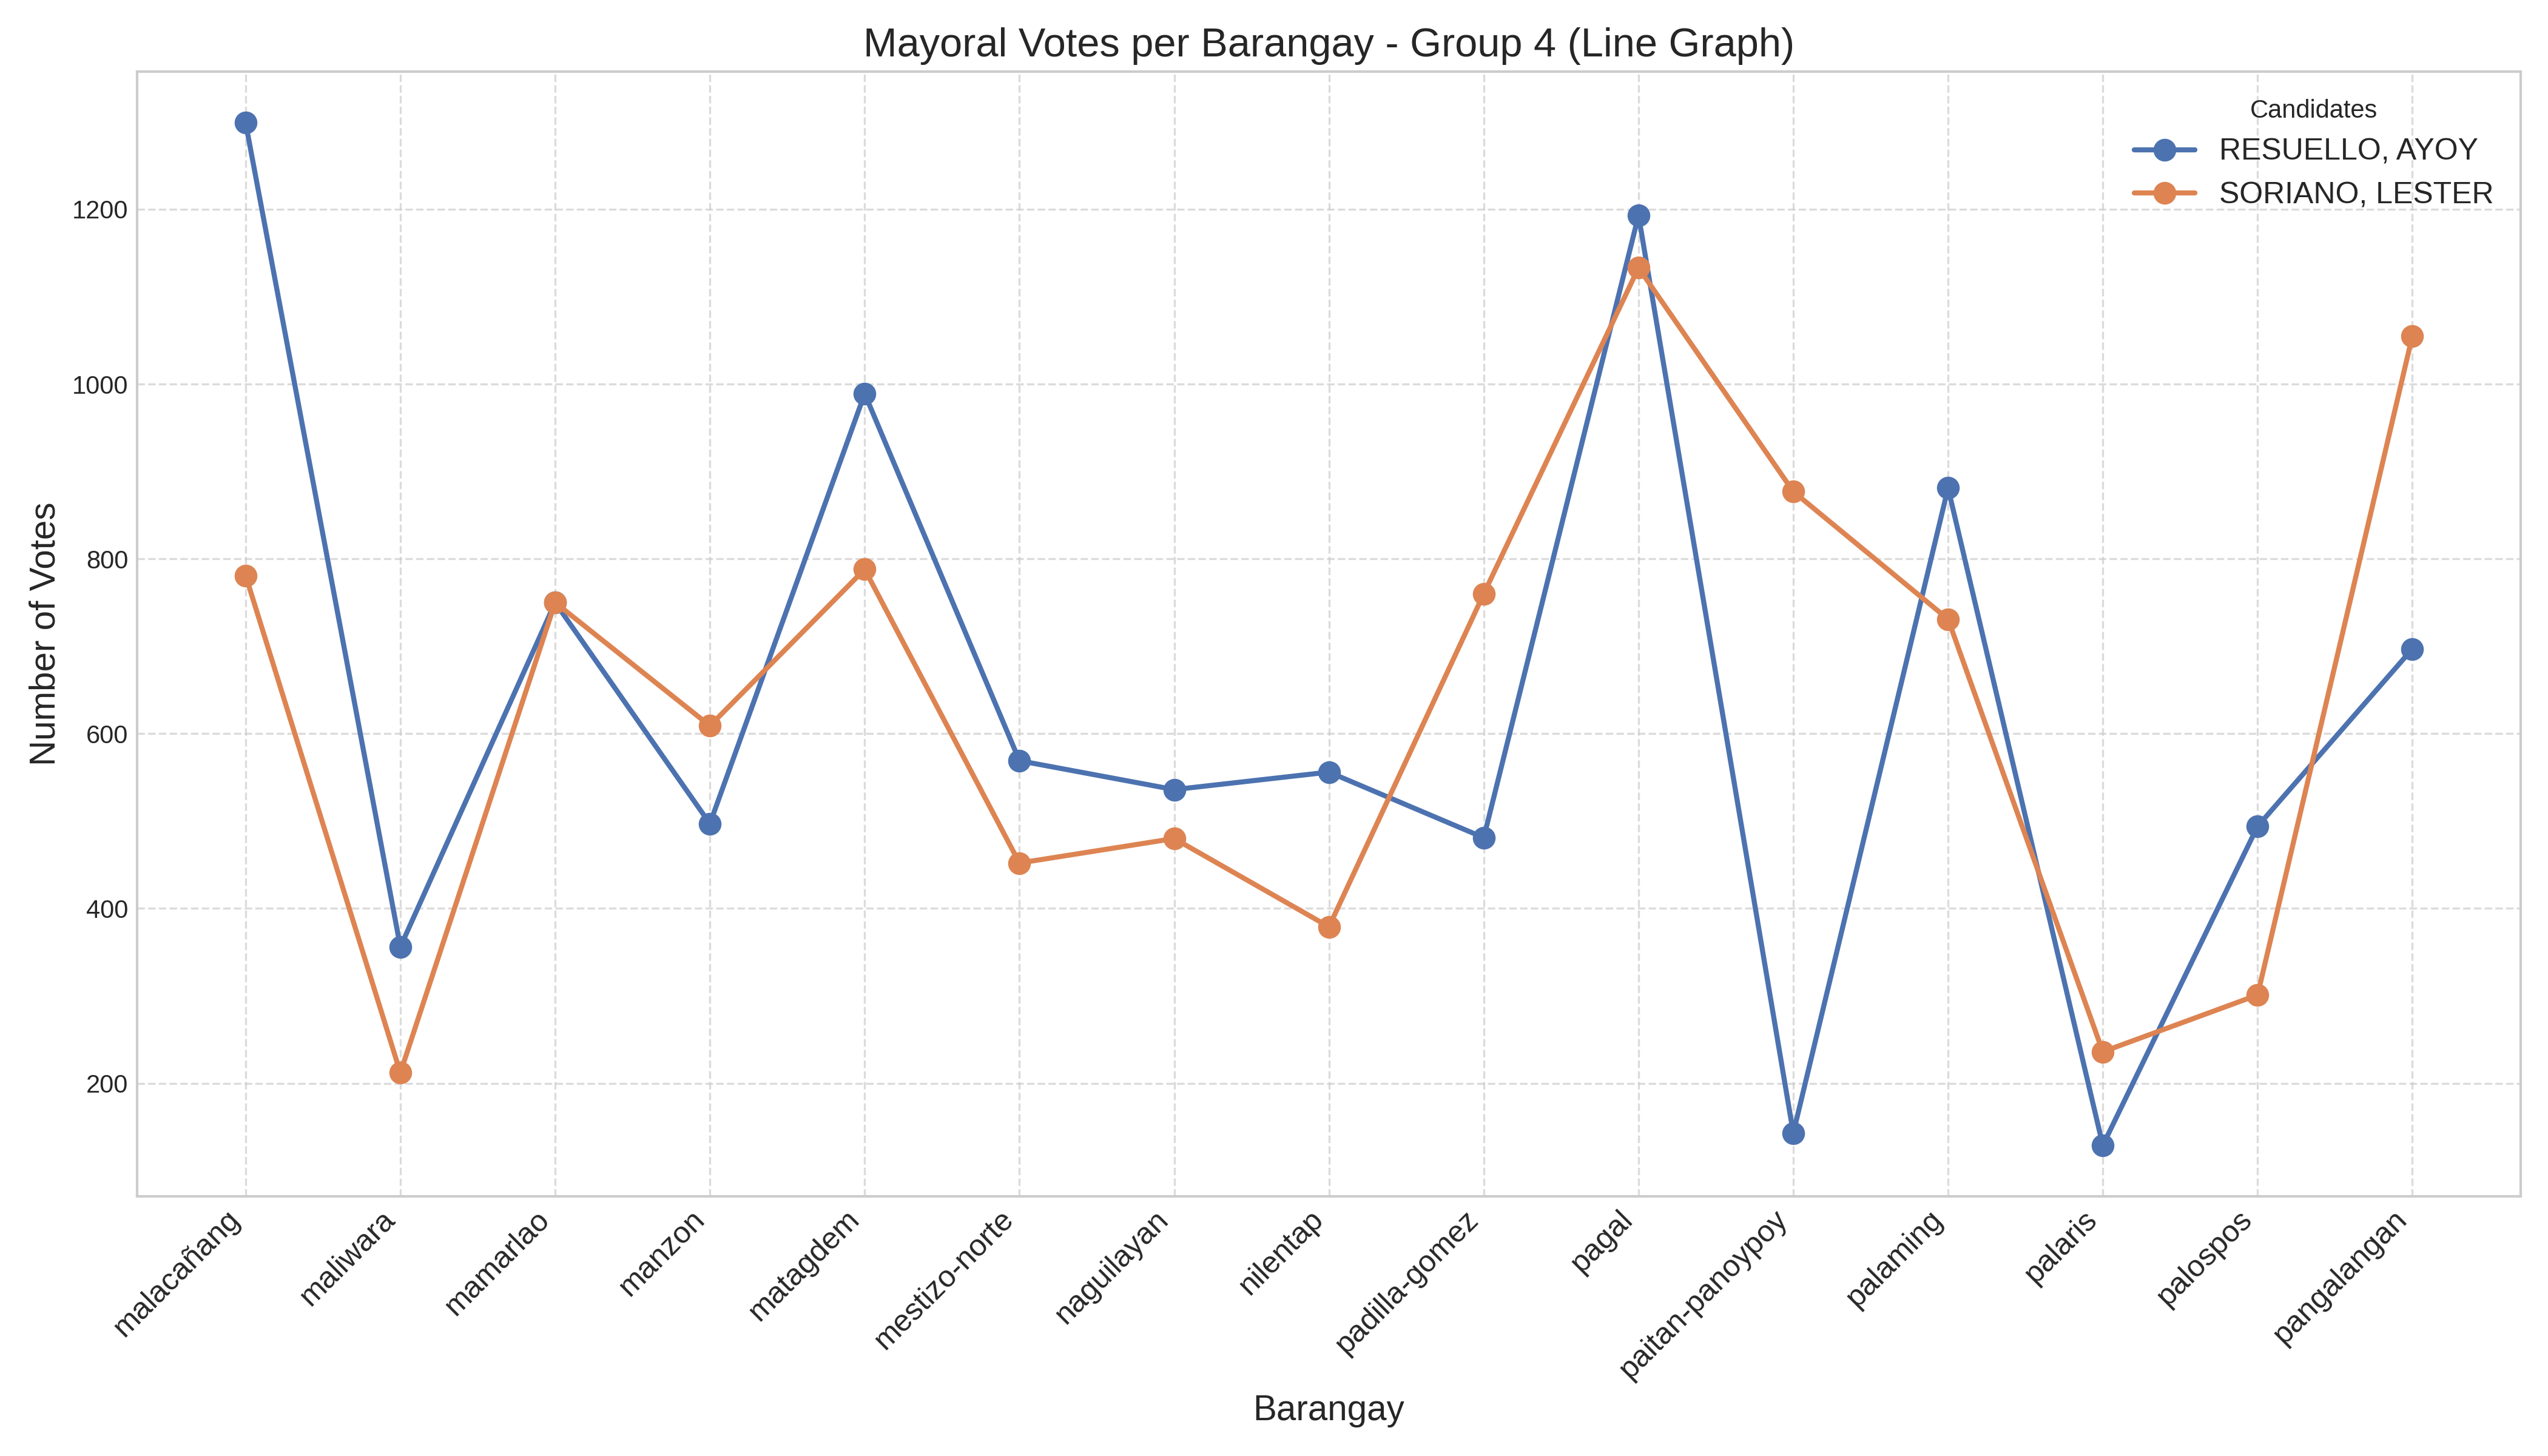 Mayoral Votes per Barangay - Group 4 (Line Graph)
Candidates
RESUELLO, AYOY
SORIANO, LESTER
Number of Votes
1200
1000
800
600
400
200
malacañang
maliwara
mamarlao
manzon
matagdem
mestizo-norte
naguilayan
nilentap
padilla-gomez
pagal
paitan-panoypoy
palaming
palaris
palospos
pangalangan
Barangay